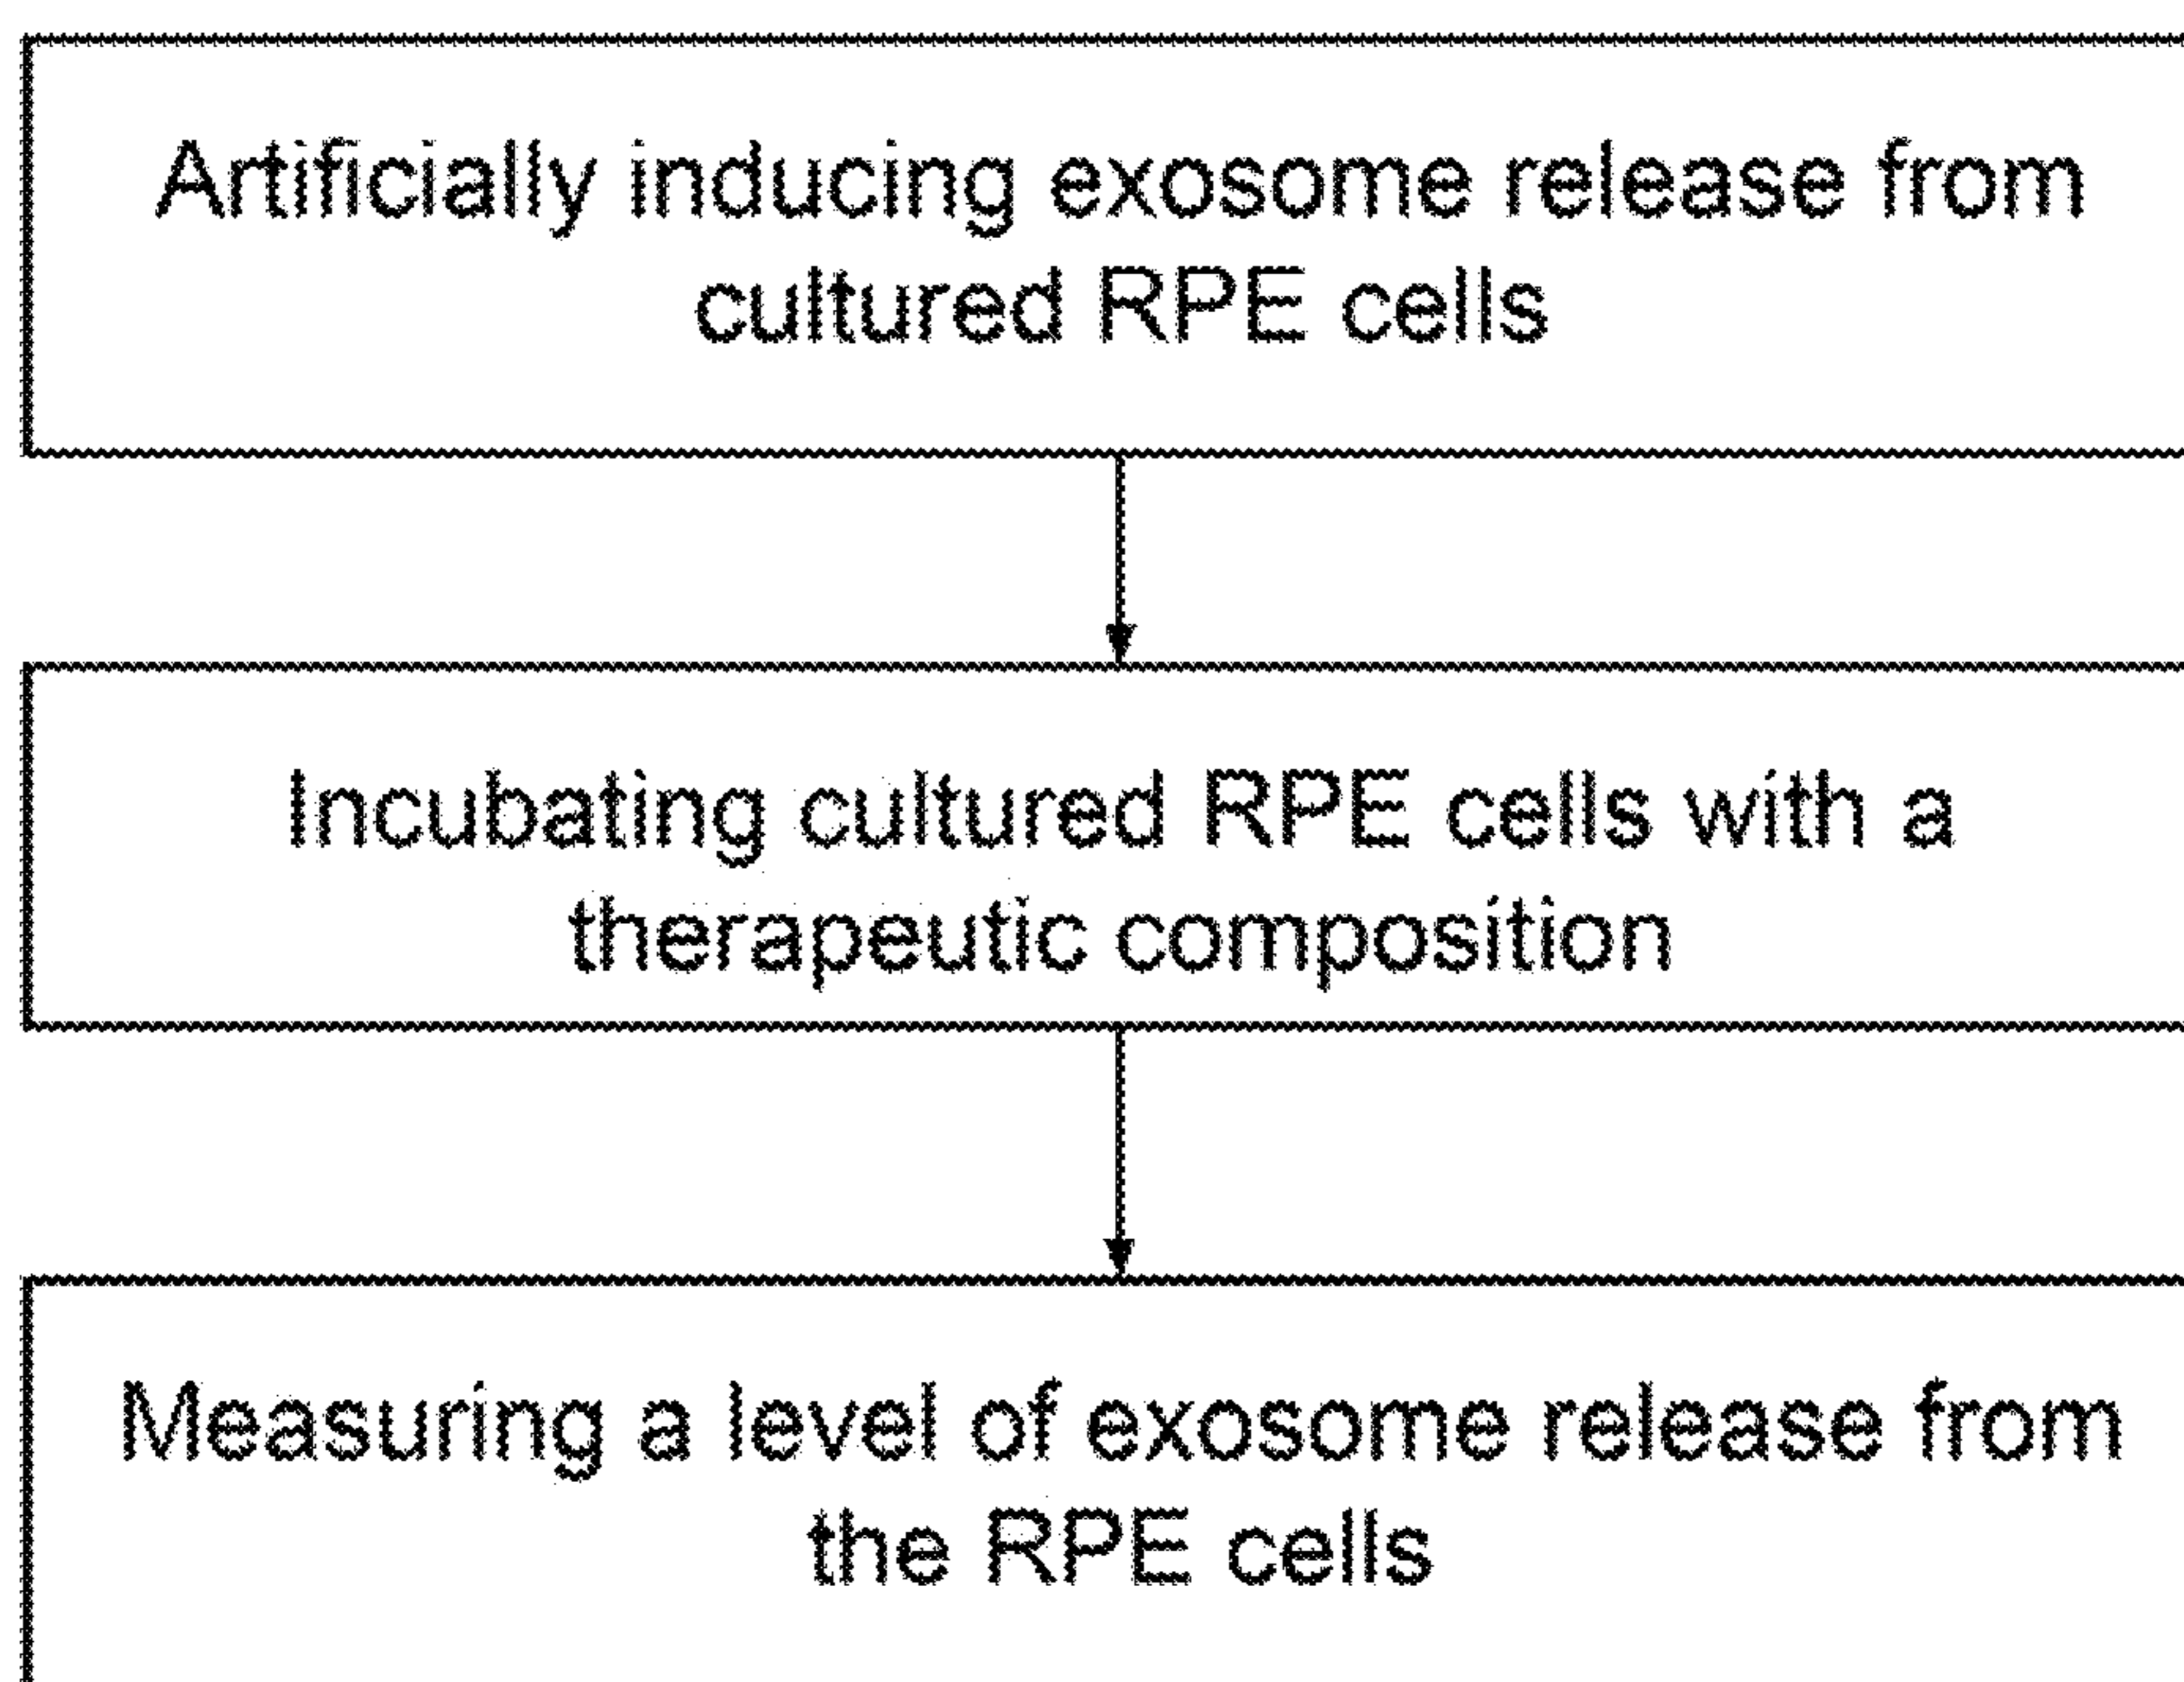 Artificially inducing exosome release from
cultured RPE cells
Incubating cultured RPE cells with a
therapeutic composition
Measuring a level of exosome release from
the RPE cells